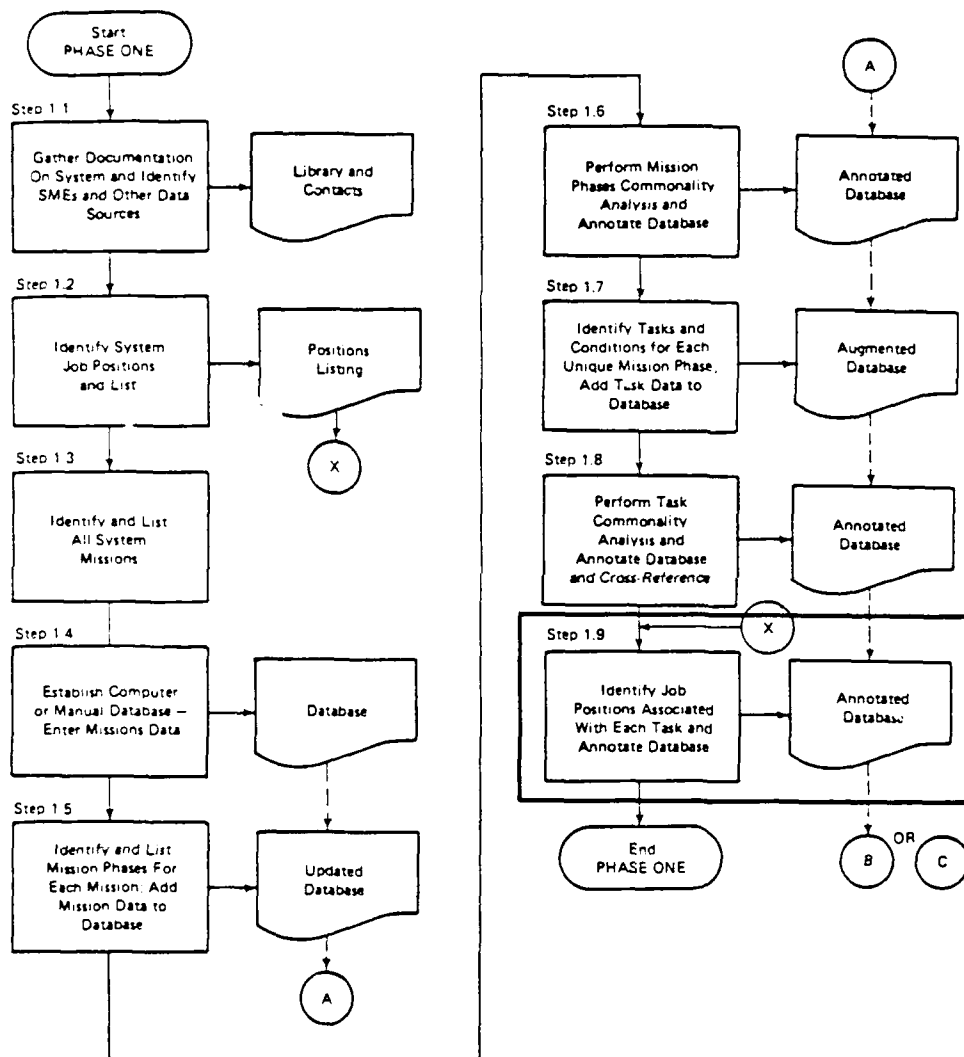 Start
PHASE ONE
Step 1.1
Gather Documentation
On System and Identify
SMEs and Other Data
Sources
Library and
Contacts
Step 1.2
Identify System
Job Positions
and List
Positions
Listing
X
Step 1.3
Identify and List
All System
Missions
Step 1.4
Establish Computer
or Manual Database —
Enter Missions Data
Database
Step 1.5
Identify and List
Mission Phases For
Each Mission; Add
Mission Data to
Database
Updated
Database
A
A
Step 1.6
Perform Mission
Phases Commonality
Analysis and
Annotate Database
Annotated
Database
Step 1.7
Identify Tasks and
Conditions for Each
Unique Mission Phase,
Add Task Data to
Database
Augmented
Database
Step 1.8
Perform Task
Commonality
Analysis and
Annotate Database
and Cross-Reference
Annotated
Database
X
Step 1.9
Identify Job
Positions Associated
With Each Task and
Annotate Database
Annotated
Database
End
PHASE ONE
B
OR
C